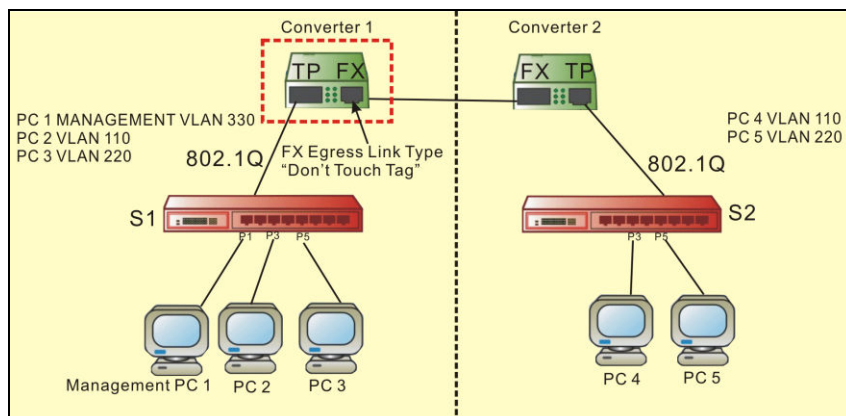 Converter 1
Converter 2
TP FX
FX TP
PC 1 MANAGEMENT VLAN 330
PC 2 VLAN 110
PC 3 VLAN 220
PC 4 VLAN 110
PC 5 VLAN 220
FX Egress Link Type
"Don't Touch Tag"
802.1Q
802.1Q
S1
S2
P1 P3 P5
P3 P5
Management PC 1
PC 2
PC 3
PC 4
PC 5